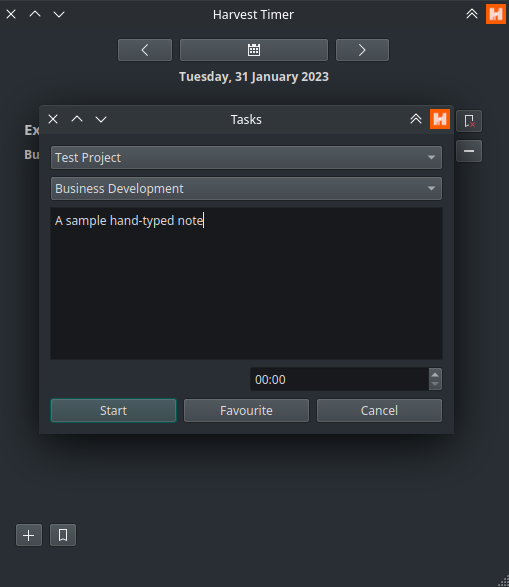 Harvest Timer
Tuesday, 31 January 2023
Ex
Bu
Tasks
Test Project
Business Development
A sample hand-typed note
00:00
Start Favourite Cancel